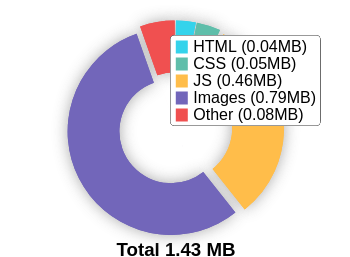 HTML (0.04MB)
CSS (0.05MB)
JS (0.46MB)
Images (0.79MB)
Other (0.08MB)
Total 1.43 MB